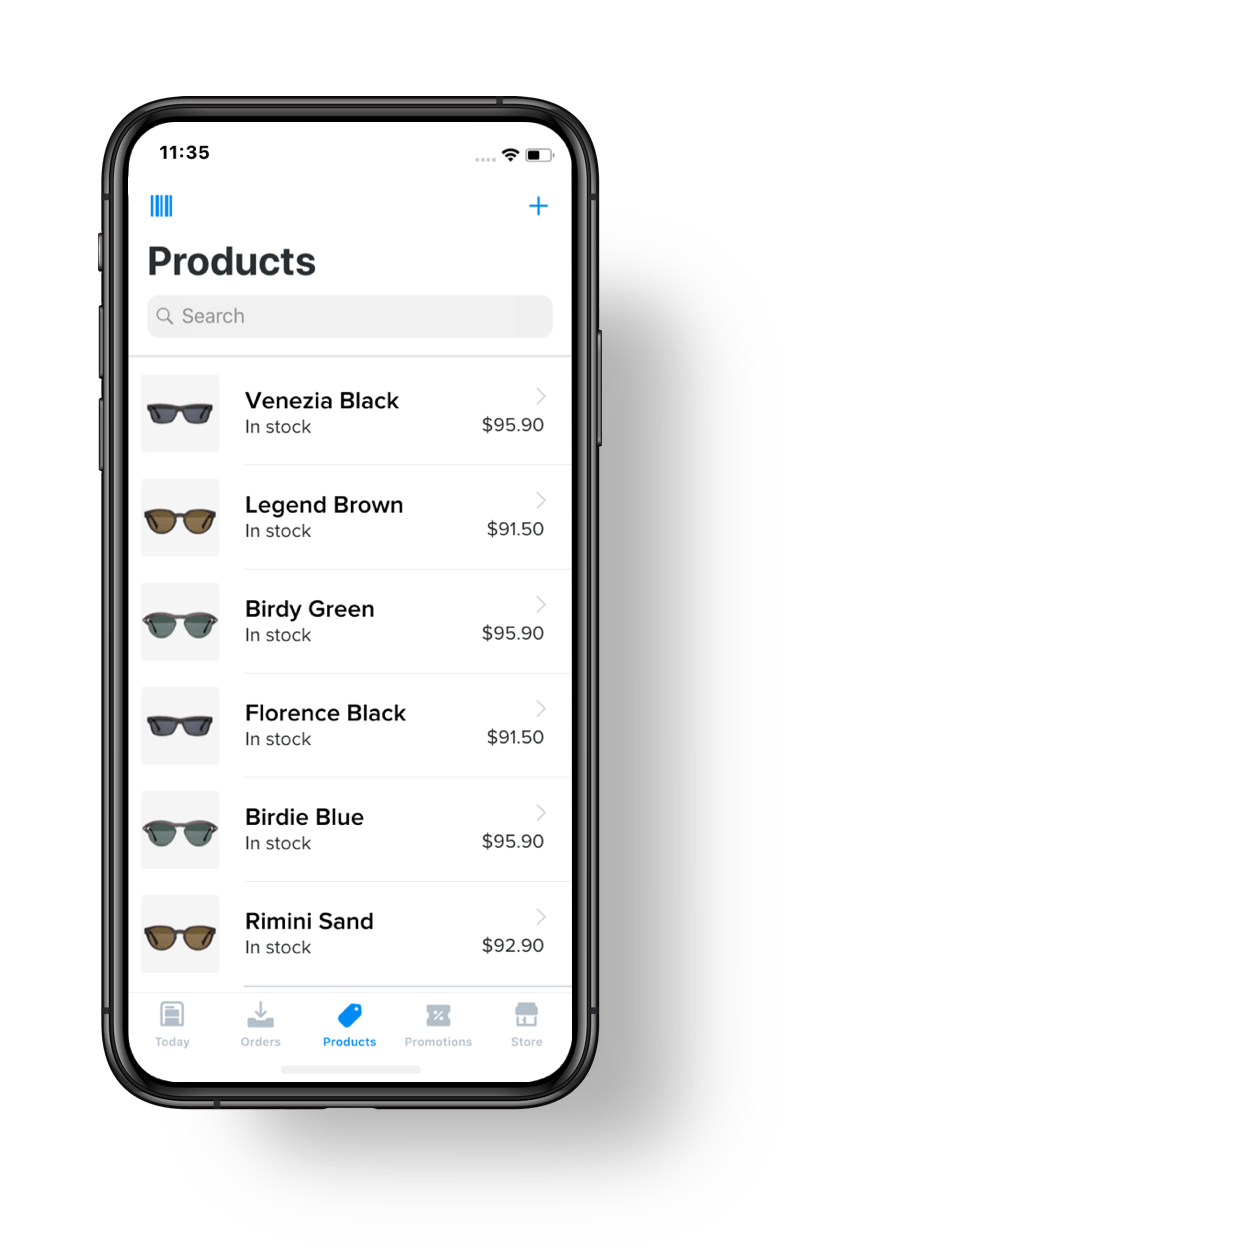 11:35
Products
Search
Venezia Black
In stock
$95.90
Legend Brown
In stock
$91.50
Birdy Green
In stock
$95.90
Florence Black
In stock
$91.50
Birdie Blue
In stock
$95.90
Rimini Sand
In stock
$92.90
Today
Orders
Products
Promotions
Store